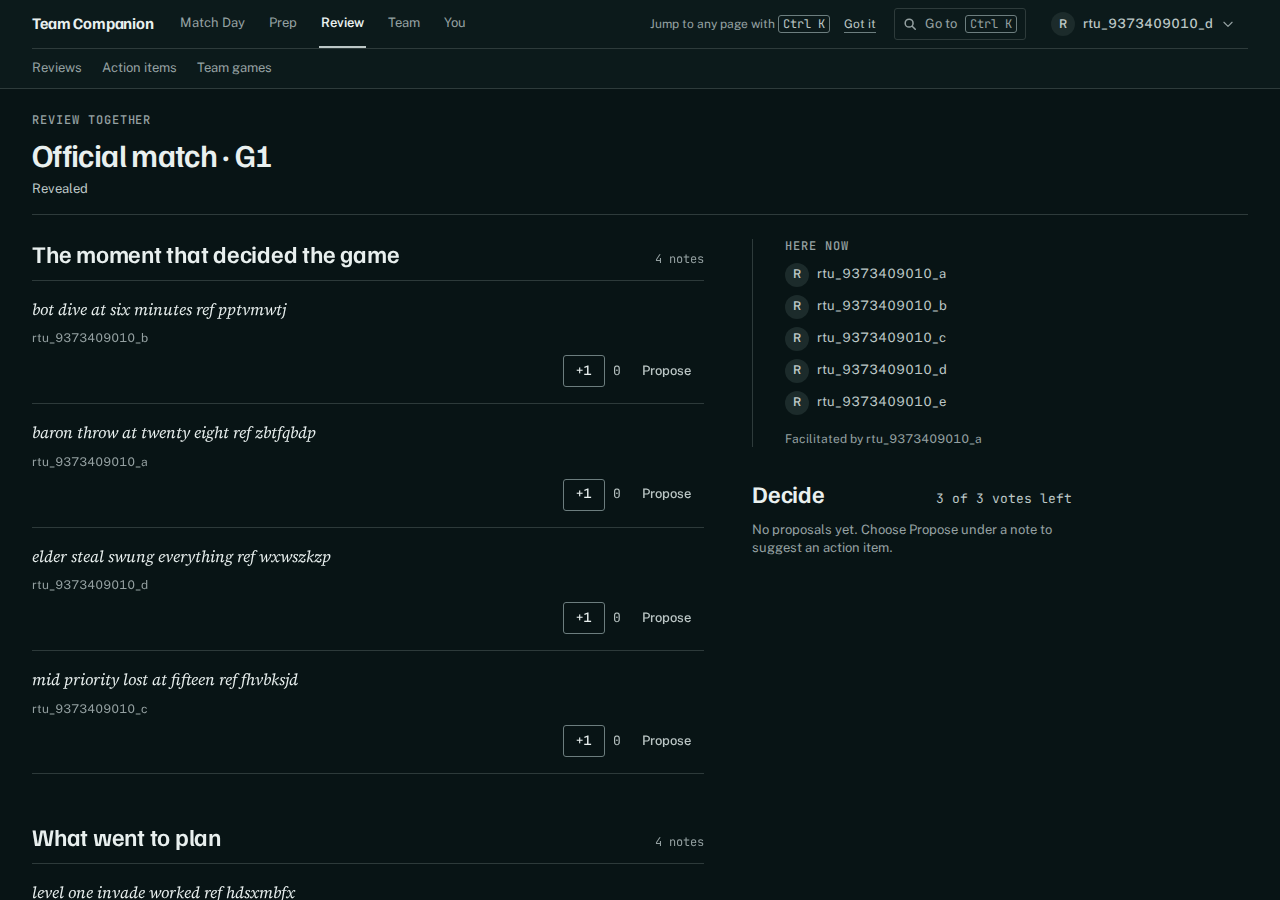 Team Companion Match Day Prep Review Team You Jump to any page with Ctrl K Got it Go to Ctrl K R rtu_9373409010_d
Reviews Action items Team games
REVIEW TOGETHER
Official match · G1
Revealed
The moment that decided the game 4 notes
bot dive at six minutes ref pptvmwtj
rtu_9373409010_b
+1 0 Propose
baron throw at twenty eight ref zbtfqbdp
rtu_9373409010_a
+1 0 Propose
elder steal swung everything ref wxwszkzp
rtu_9373409010_d
+1 0 Propose
mid priority lost at fifteen ref fhvbksjd
rtu_9373409010_c
+1 0 Propose
What went to plan 4 notes
level one invade worked ref hdsxmbfx
HERE NOW
R rtu_9373409010_a
R rtu_9373409010_b
R rtu_9373409010_c
R rtu_9373409010_d
R rtu_9373409010_e
Facilitated by rtu_9373409010_a
Decide 3 of 3 votes left
No proposals yet. Choose Propose under a note to
suggest an action item.